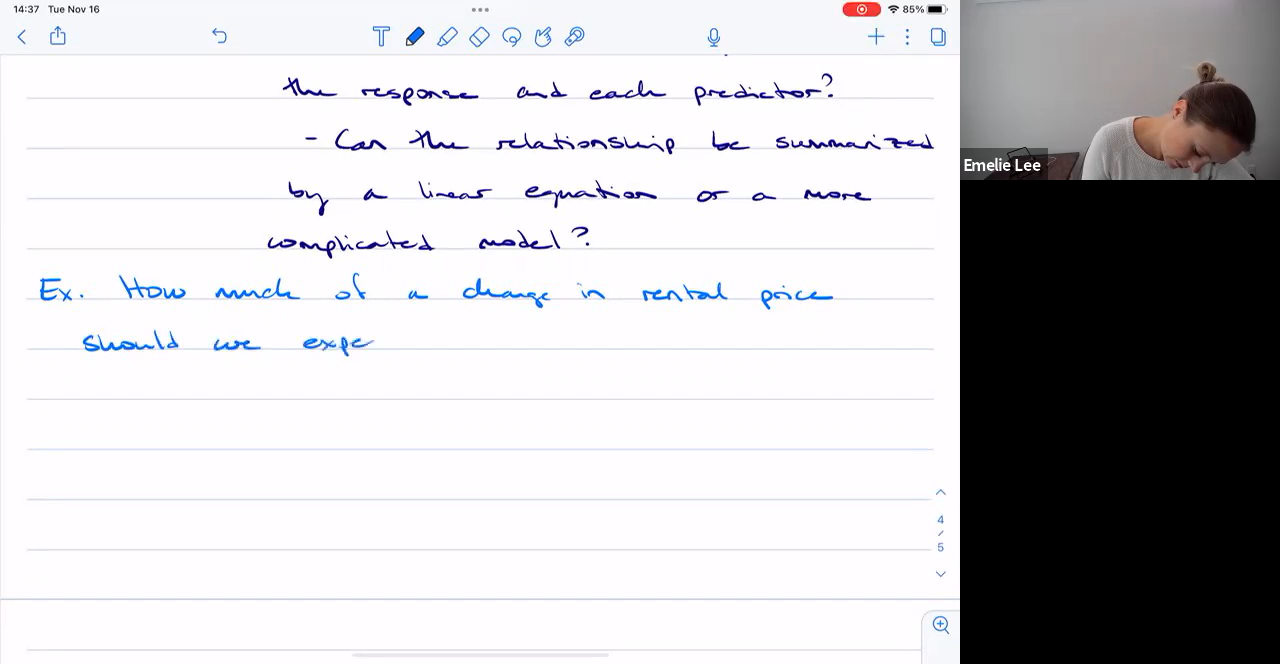 14:37 Tue Nov 16
85%
T
the response and each predictor?
- Can the relationship be summarized
by a linear equation or a more
complicated model?
Ex. How much of a change in rental price
should we expe
4
/
5
Emelie Lee